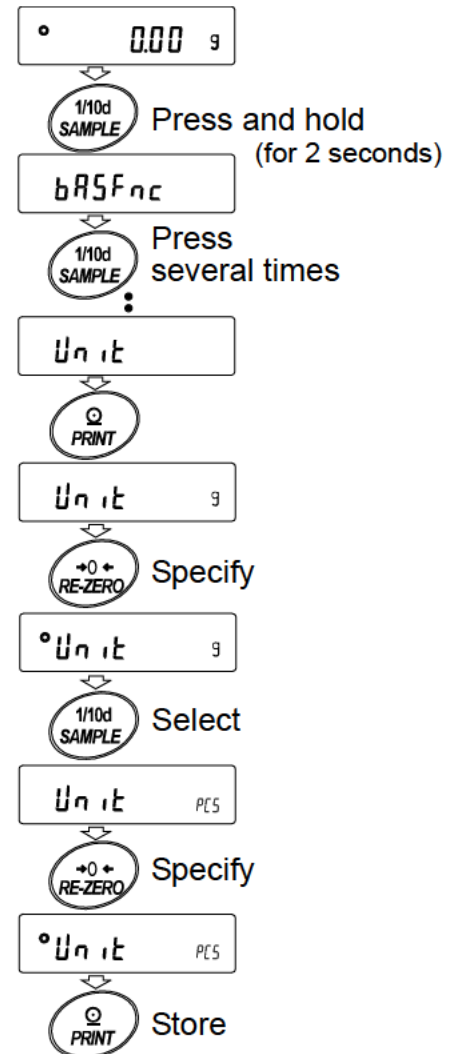 0.00 g
1/10d
SAMPLE
Press and hold
(for 2 seconds)
bASFnc
1/10d
SAMPLE
Press
several times
Unit
PRINT
Unit g
→0←
RE-ZERO
Specify
Unit g
1/10d
SAMPLE
Select
Unit PCS
→0←
RE-ZERO
Specify
Unit PCS
PRINT
Store